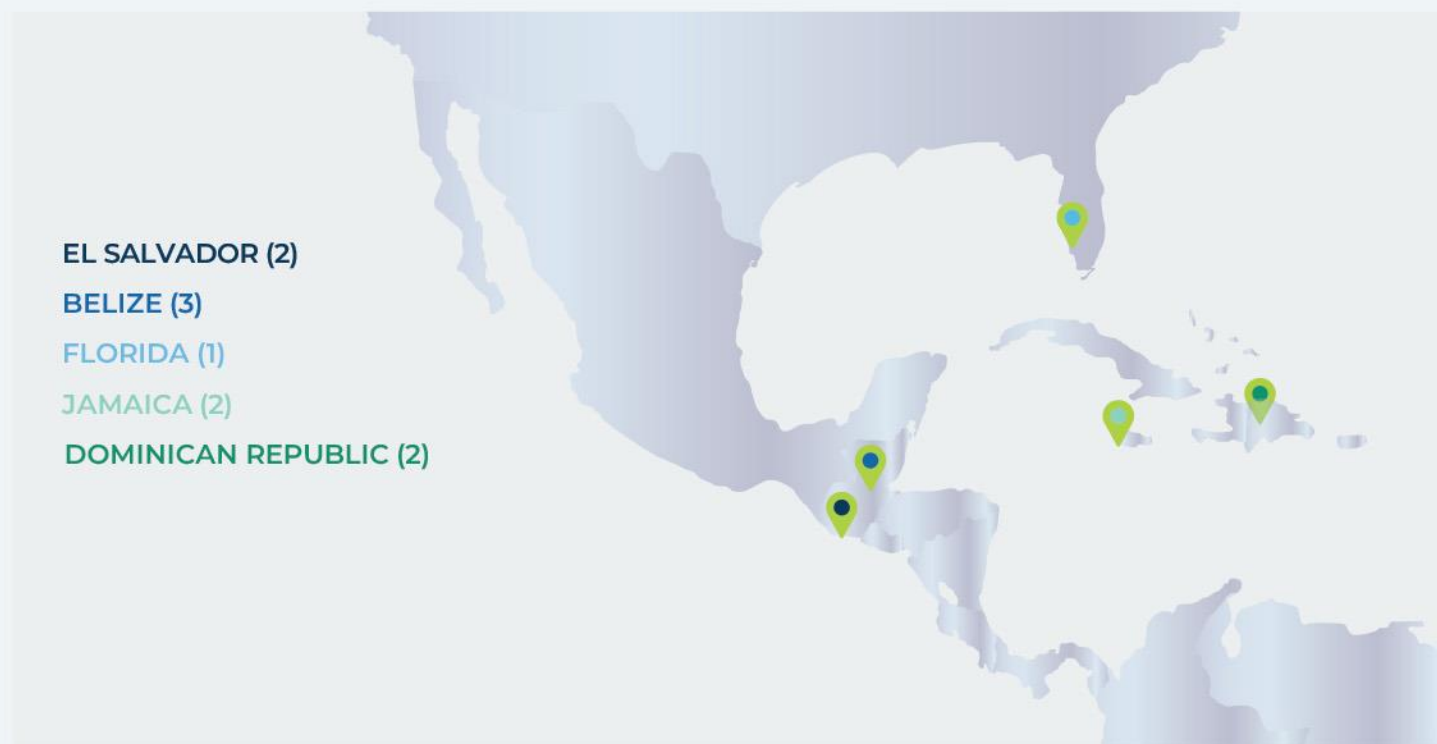 EL SALVADOR (2)
BELIZE (3)
FLORIDA (1)
JAMAICA (2)
DOMINICAN REPUBLIC (2)